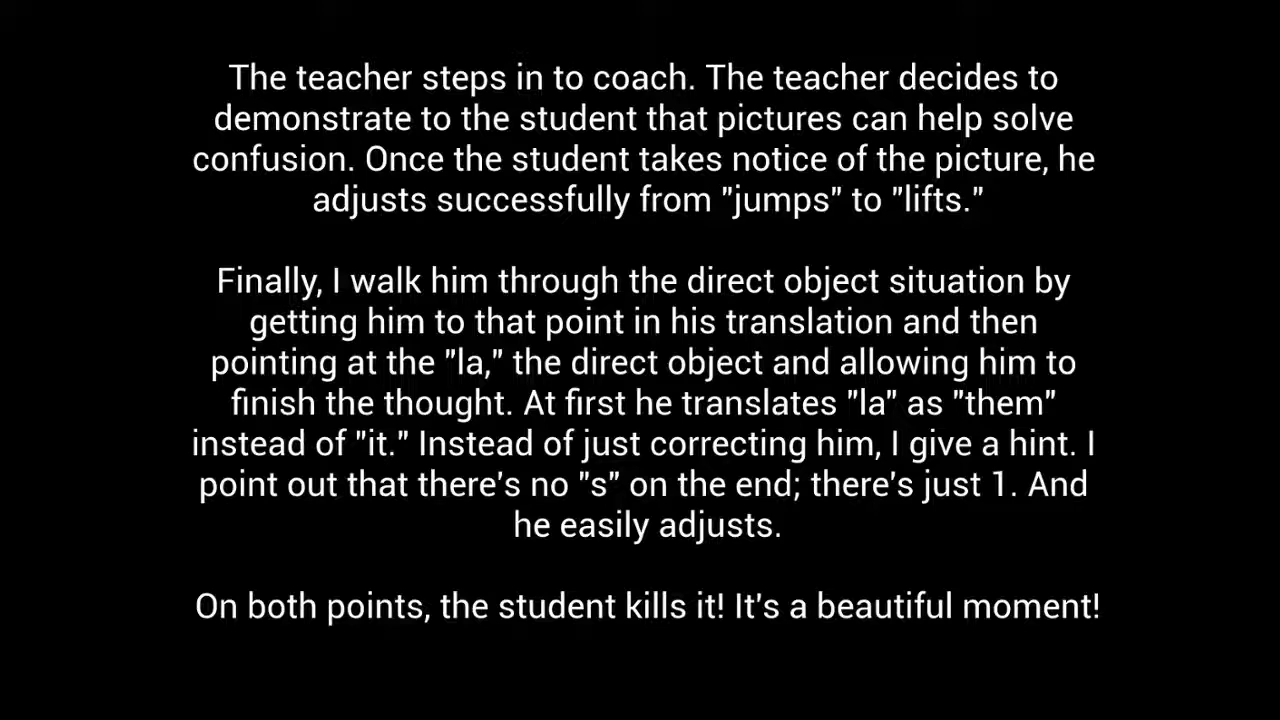 The teacher steps in to coach. The teacher decides to
demonstrate to the student that pictures can help solve
confusion. Once the student takes notice of the picture, he
adjusts successfully from "jumps" to "lifts."
Finally, I walk him through the direct object situation by
getting him to that point in his translation and then
pointing at the "la," the direct object and allowing him to
finish the thought. At first he translates "la" as "them"
instead of "it." Instead of just correcting him, I give a hint. I
point out that there's no "s" on the end; there's just 1. And
he easily adjusts.
On both points, the student kills it! It's a beautiful moment!